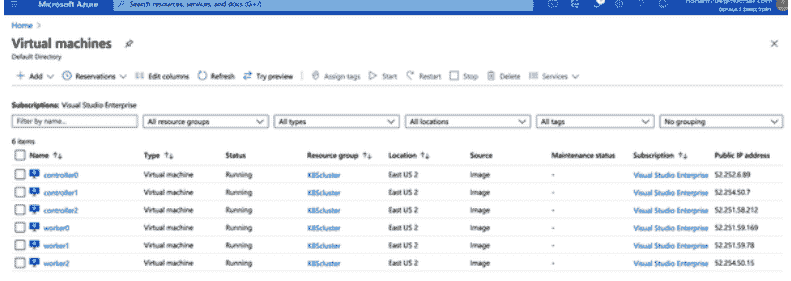 Microsoft Azure Search resources, services, and docs (G+/)
Home >
Virtual machines
Default Directory
+ Add Reservations Edit columns Refresh Try preview Assign tags Start Restart Stop Delete Services
Subscriptions: Visual Studio Enterprise
Filter by name... All resource groups All types All locations All tags No grouping
6 items
Name ↑↓ Type ↑↓ Status Resource group ↑↓ Location ↑↓ Source Maintenance status Subscription ↑↓ Public IP address
controller0 Virtual machine Running K8Scluster East US 2 Image - Visual Studio Enterprise 52.252.6.89
controller1 Virtual machine Running K8Scluster East US 2 Image - Visual Studio Enterprise 52.254.50.7
controller2 Virtual machine Running K8Scluster East US 2 Image - Visual Studio Enterprise 52.251.58.212
worker0 Virtual machine Running K8Scluster East US 2 Image - Visual Studio Enterprise 52.251.59.169
worker1 Virtual machine Running K8Scluster East US 2 Image - Visual Studio Enterprise 52.251.59.78
worker2 Virtual machine Running K8Scluster East US 2 Image - Visual Studio Enterprise 52.254.50.15